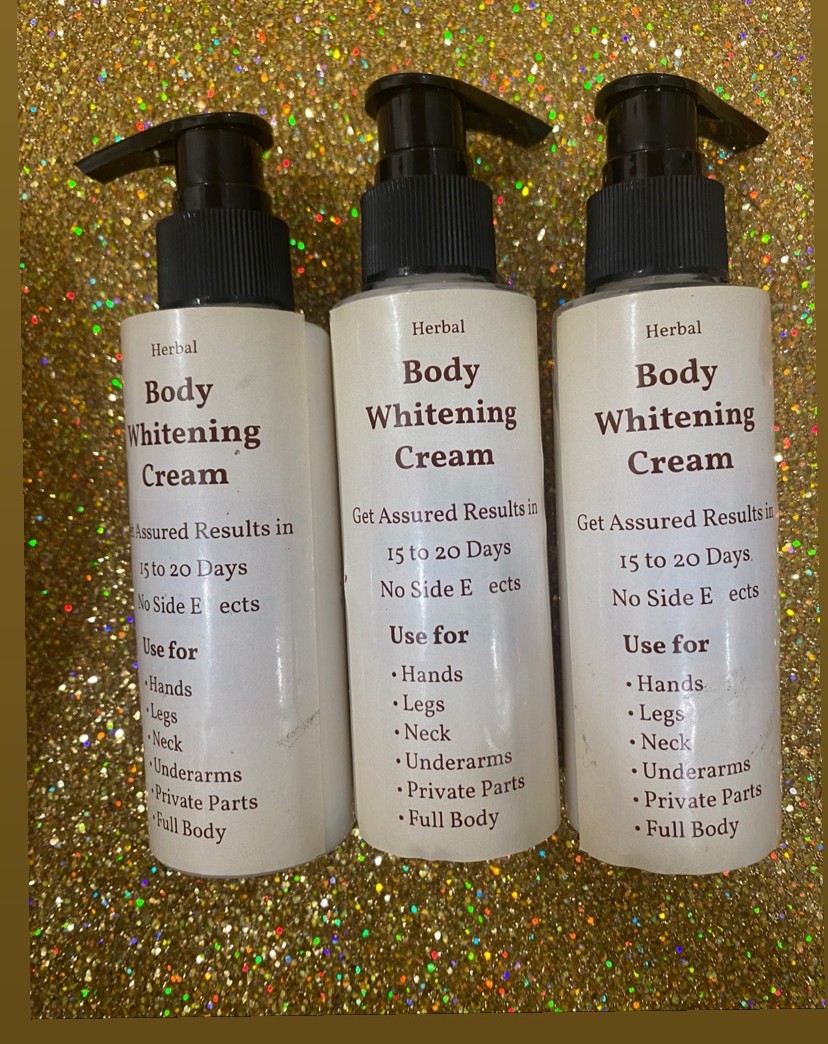 Herbal
Body
Whitening
Cream
Assured Results in
15 to 20 Days
No Side E ects
Use for
• Hands
• Legs
• Neck
• Underarms
• Private Parts
• Full Body
Herbal
Body
Whitening
Cream
Get Assured Results in
15 to 20 Days
No Side E ects
Use for
• Hands
• Legs
• Neck
• Underarms
• Private Parts
• Full Body
Herbal
Body
Whitening
Cream
Get Assured Results in
15 to 20 Days
No Side E ects
Use for
• Hands
• Legs
• Neck
• Underarms
• Private Parts
• Full Body